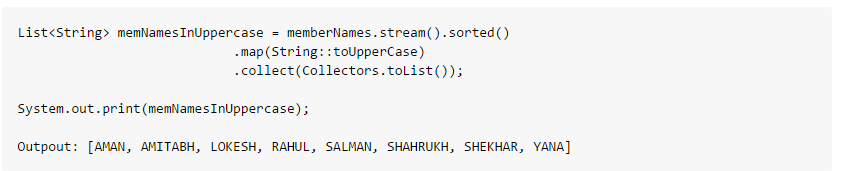 List<String> memNamesInUppercase = memberNames.stream().sorted()
.map(String::toUpperCase)
.collect(Collectors.toList());
System.out.print(memNamesInUppercase);
Outpout: [AMAN, AMITABH, LOKESH, RAHUL, SALMAN, SHAHRUKH, SHEKHAR, YANA]